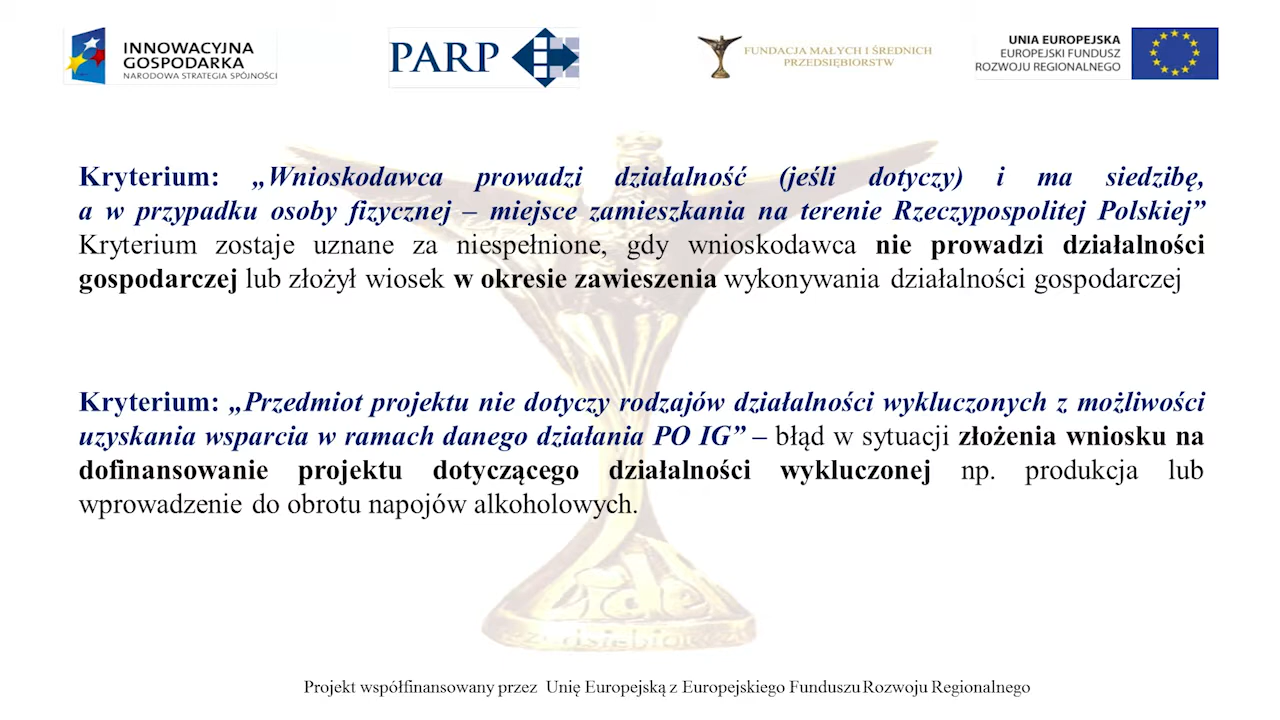 INNOWACYJNA
GOSPODARKA
NARODOWA STRATEGIA SPÓJNOŚCI
PARP
FUNDACJA MAŁYCH I ŚREDNICH
PRZEDSIĘBIORSTW
UNIA EUROPEJSKA
EUROPEJSKI FUNDUSZ
ROZWOJU REGIONALNEGO
Kryterium: „Wnioskodawca prowadzi działalność (jeśli dotyczy) i ma siedzibę,
a w przypadku osoby fizycznej – miejsce zamieszkania na terenie Rzeczypospolitej Polskiej”
Kryterium zostaje uznane za niespełnione, gdy wnioskodawca nie prowadzi działalności
gospodarczej lub złożył wiosek w okresie zawieszenia wykonywania działalności gospodarczej
Kryterium: „Przedmiot projektu nie dotyczy rodzajów działalności wykluczonych z możliwości
uzyskania wsparcia w ramach danego działania PO IG” – błąd w sytuacji złożenia wniosku na
dofinansowanie projektu dotyczącego działalności wykluczonej np. produkcja lub
wprowadzenie do obrotu napojów alkoholowych.
Projekt współfinansowany przez Unię Europejską z Europejskiego Funduszu Rozwoju Regionalnego